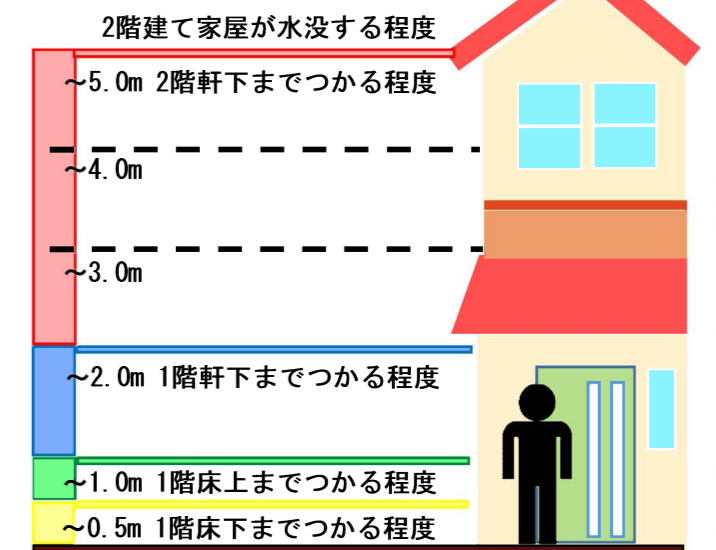 2階建て家屋が水没する程度
～5.0m 2階軒下までつかる程度
～4.0m
～3.0m
～2.0m 1階軒下までつかる程度
～1.0m 1階床上までつかる程度
～0.5m 1階床下までつかる程度